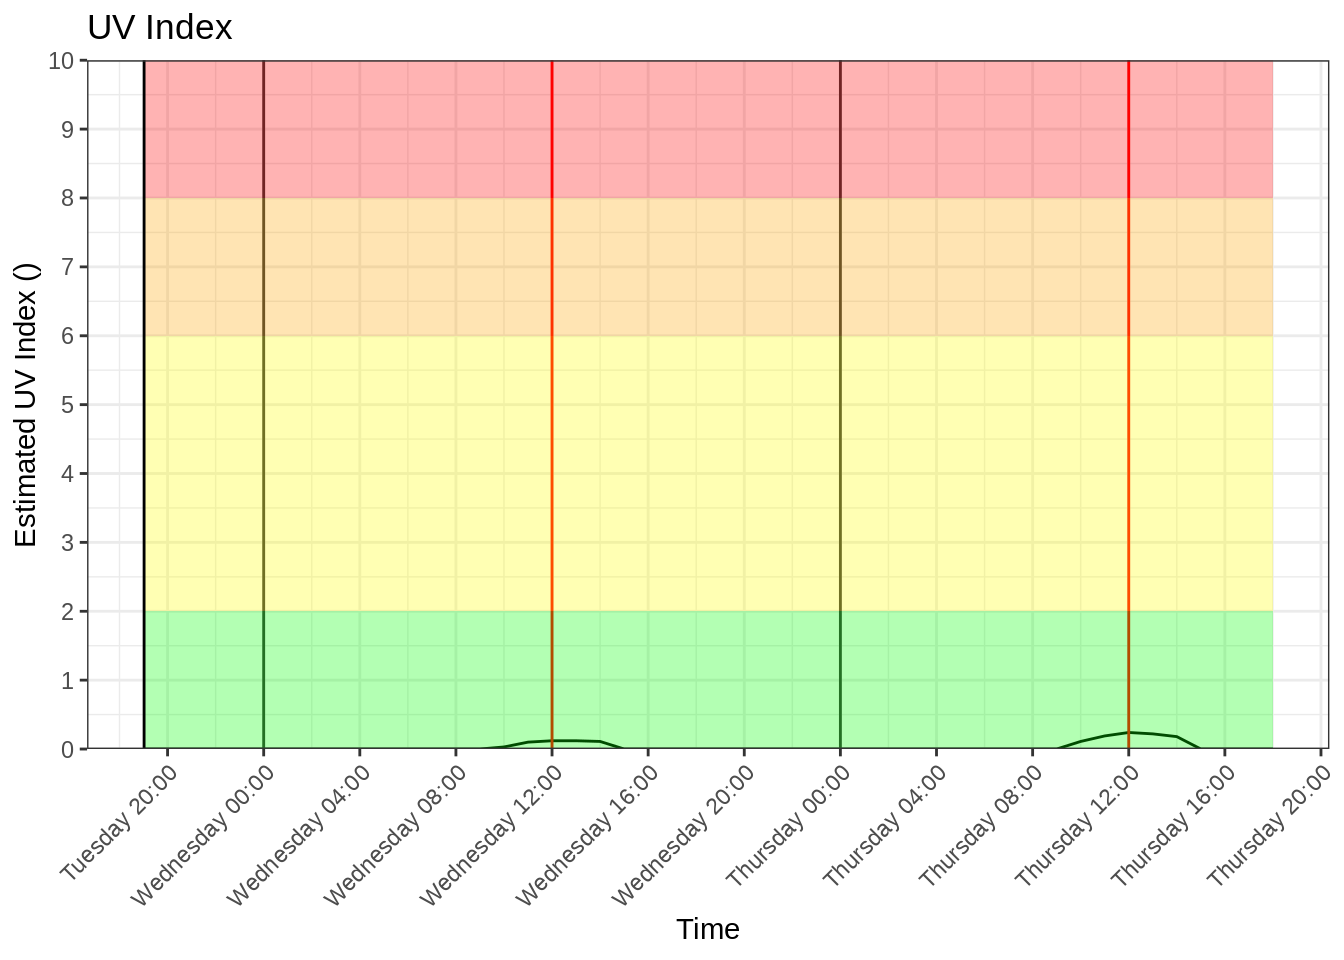 UV Index
Estimated UV Index ()
10
9
8
7
6
5
4
3
2
1
0
Tuesday 20:00
Wednesday 00:00
Wednesday 04:00
Wednesday 08:00
Wednesday 12:00
Wednesday 16:00
Wednesday 20:00
Thursday 00:00
Thursday 04:00
Thursday 08:00
Thursday 12:00
Thursday 16:00
Thursday 20:00
Time